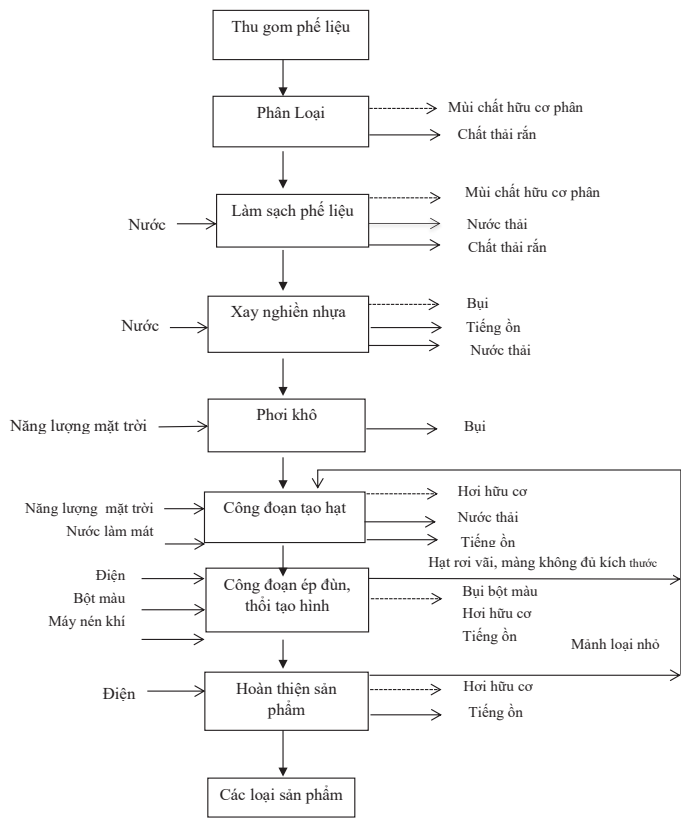 Thu gom phế liệu
Phân Loại
Mùi chất hữu cơ phân
Chất thải rắn
Mùi chất hữu cơ phân
Nước
Làm sạch phế liệu
Nước thải
Chất thải rắn
Bụi
Nước
Xay nghiền nhựa
Tiếng ồn
Nước thải
Năng lượng mặt trời
Phơi khô
Bụi
Hơi hữu cơ
Năng lượng mặt trời
Công đoạn tạo hạt
Nước thải
Nước làm mát
Tiếng ồn
Hạt rơi vãi, màng không đủ kích thước
Điện
Công đoạn ép đùn,
thổi tạo hình
Bụi bột màu
Bột màu
Hơi hữu cơ
Máy nén khí
Tiếng ồn
Mảnh loại nhỏ
Điện
Hoàn thiện sản
phẩm
Hơi hữu cơ
Tiếng ồn
Các loại sản phẩm